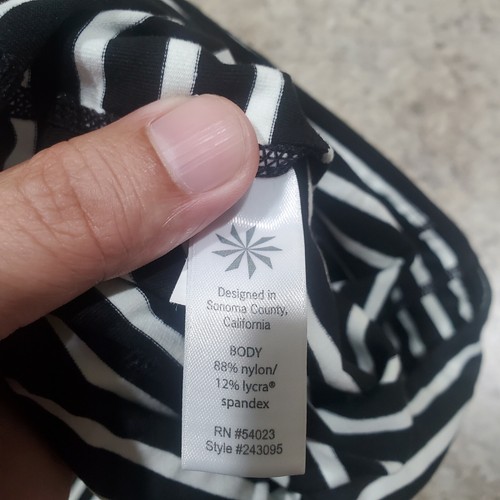 Designed in
Sonoma County,
California
BODY
88% nylon/
12% lycra®
spandex
RN #54023
Style #243095